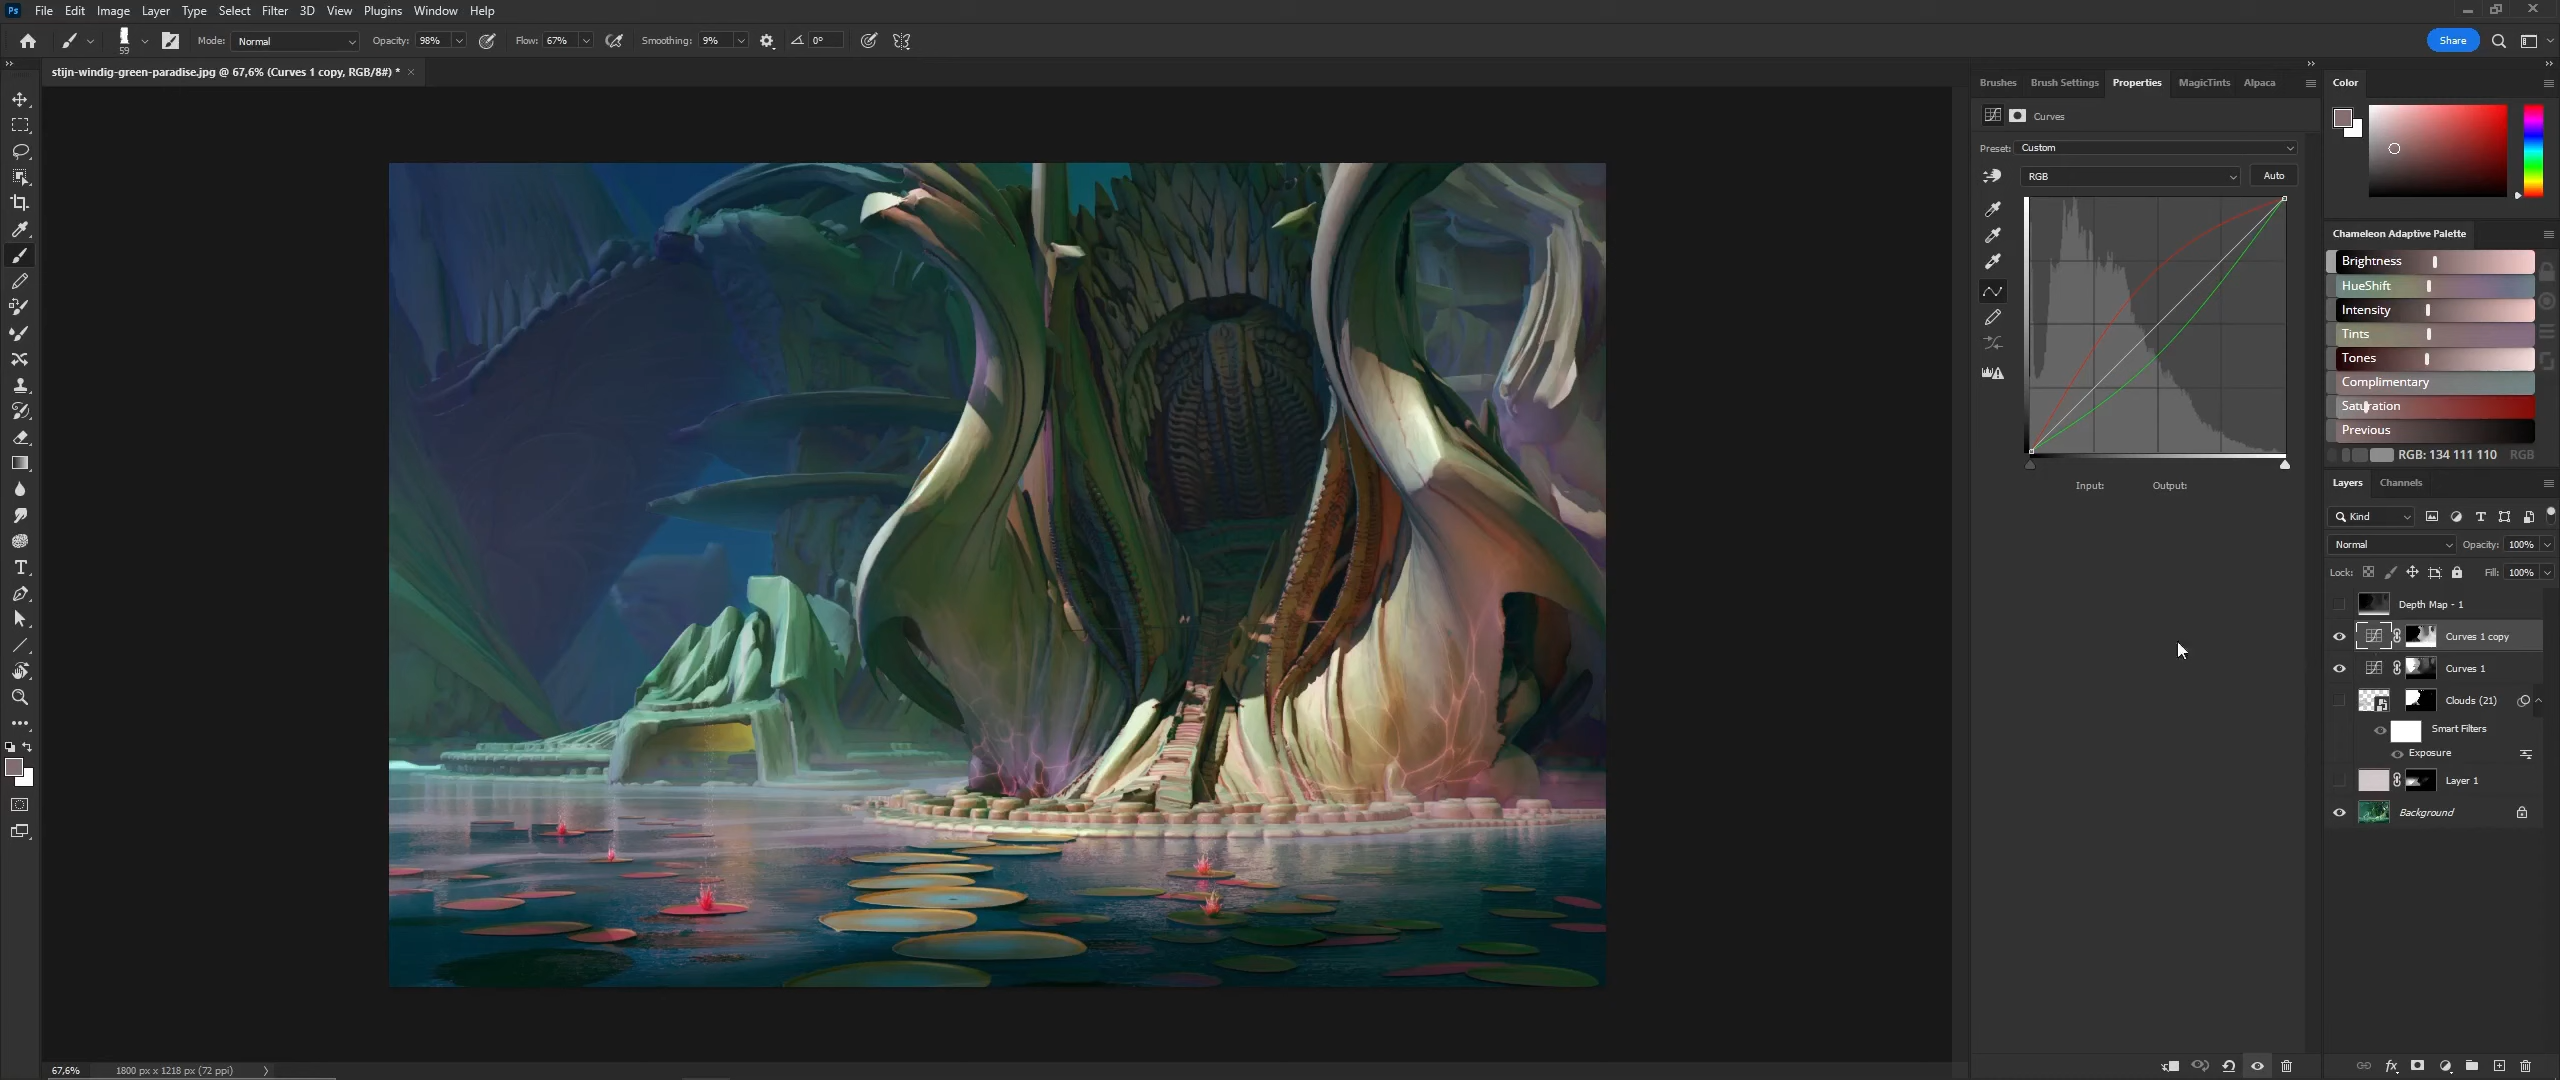 Ps File Edit Image Layer Type Select Filter 3D View Plugins Window Help
59 Mode: Normal Opacity: 98% Flow: 67% Smoothing: 9% 0° Share
stijn-windig-green-paradise.jpg @ 67,6% (Curves 1 copy, RGB/8#) * ×
Brushes Brush Settings Properties MagicTints Alpaca
Curves
Preset: Custom
RGB Auto
Input: Output:
Color
Chameleon Adaptive Palette
Brightness
HueShift
Intensity
Tints
Tones
Complimentary
Saturation
Previous
RGB: 134 111 110 RGB
Layers Channels
Kind
Normal Opacity: 100%
Lock: Fill: 100%
Depth Map - 1
Curves 1 copy
Curves 1
Clouds (21)
Smart Filters
Exposure
Layer 1
Background
67,6% 1800 px x 1218 px (72 ppi)
fx